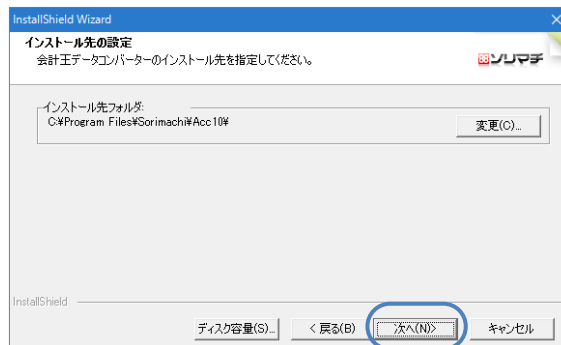 InstallShield Wizard
インストール先の設定
会計王データコンバーターのインストール先を指定してください。
ソリマチ
インストール先フォルダ:
C:¥Program Files¥Sorimachi¥Acc10¥
変更(C)...
InstallShield
ディスク容量(S)...
< 戻る(B)
次へ(N)>
キャンセル